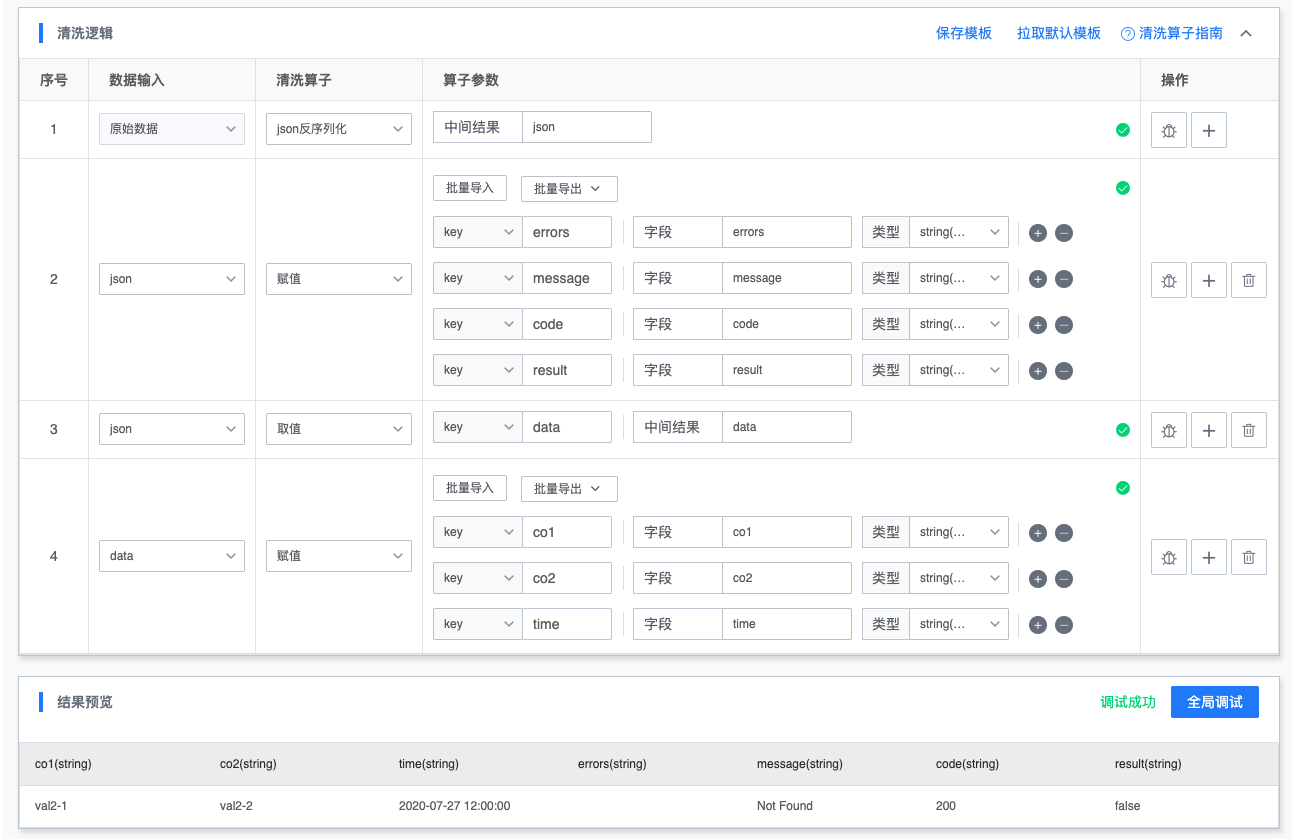 清洗逻辑 保存模板 拉取默认模板 清洗算子指南
序号 数据输入 清洗算子 算子参数 操作
1 原始数据 json反序列化 中间结果 json
批量导入 批量导出
key errors 字段 errors 类型 string(...
key message 字段 message 类型 string(...
2 json 赋值
key code 字段 code 类型 string(...
key result 字段 result 类型 string(...
3 json 取值 key data 中间结果 data
批量导入 批量导出
key co1 字段 co1 类型 string(...
4 data 赋值
key co2 字段 co2 类型 string(...
key time 字段 time 类型 string(...
结果预览 调试成功 全局调试
co1(string) co2(string) time(string) errors(string) message(string) code(string) result(string)
val2-1 val2-2 2020-07-27 12:00:00 Not Found 200 false